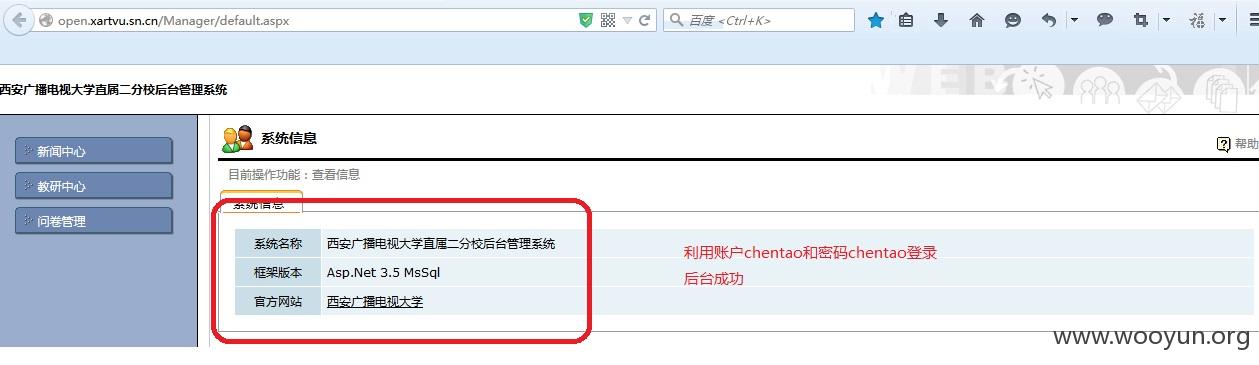 open.xartvu.sn.cn/Manager/default.aspx
百度 <Ctrl+K>
福
西安广播电视大学直属二分校后台管理系统
WEB
新闻中心
教研中心
问卷管理
系统信息
帮助
目前操作功能：查看信息
系统信息
系统名称 西安广播电视大学直属二分校后台管理系统
框架版本 Asp.Net 3.5 MsSql
官方网站 西安广播电视大学
利用账户chentao和密码chentao登录
后台成功
www.wooyun.org